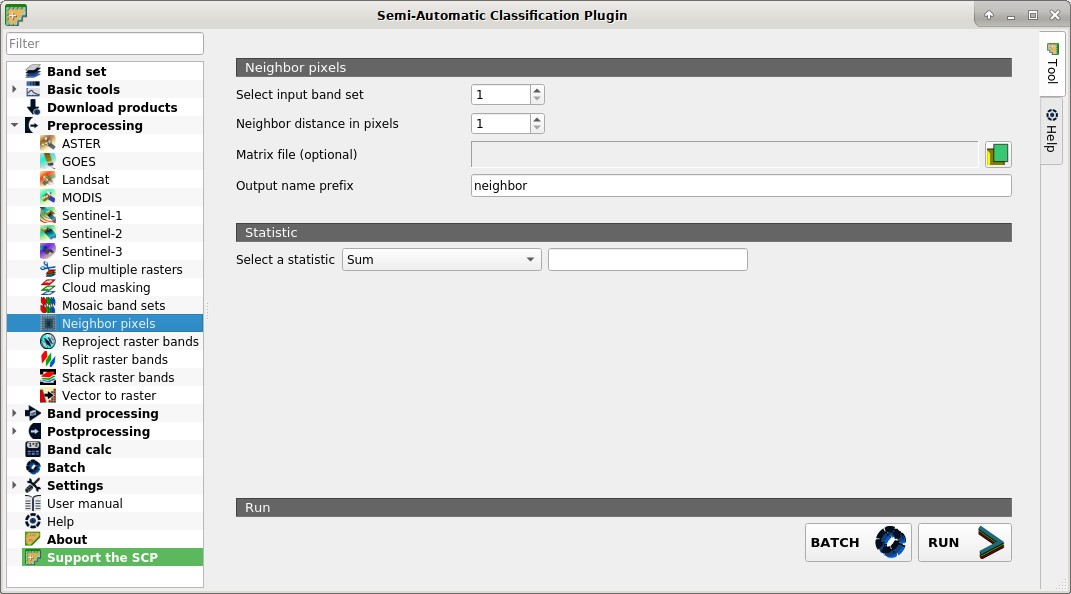 Semi-Automatic Classification Plugin
Filter
Band set
Basic tools
Download products
Preprocessing
ASTER
GOES
Landsat
MODIS
Sentinel-1
Sentinel-2
Sentinel-3
Clip multiple rasters
Cloud masking
Mosaic band sets
Neighbor pixels
Reproject raster bands
Split raster bands
Stack raster bands
Vector to raster
Band processing
Postprocessing
Band calc
Batch
Settings
User manual
Help
About
Support the SCP
Neighbor pixels
Select input band set 1
Neighbor distance in pixels 1
Matrix file (optional)
Output name prefix neighbor
Statistic
Select a statistic Sum
Run
BATCH RUN
Tool
Help